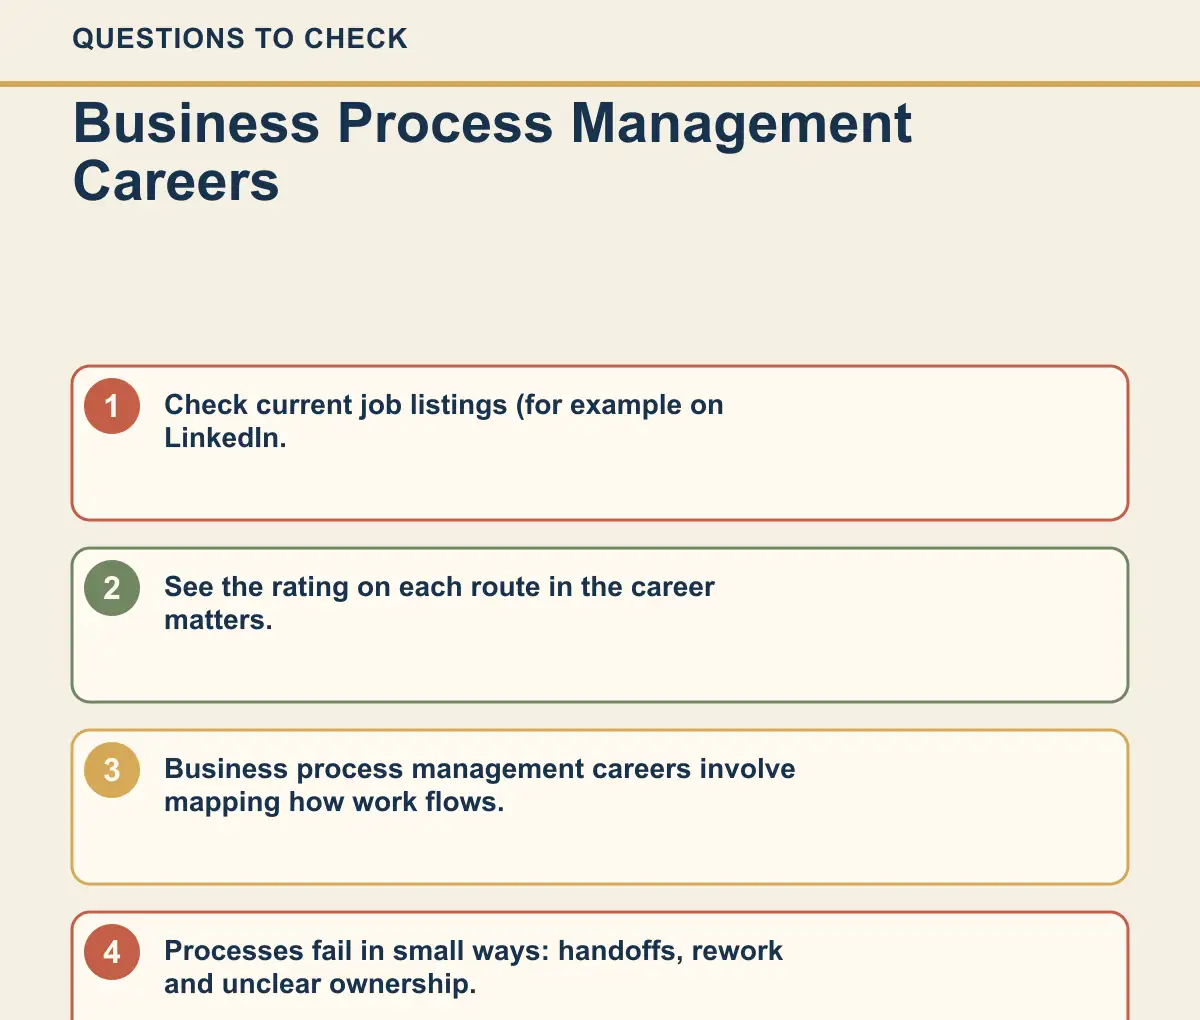 QUESTIONS TO CHECK
Business Process Management
Careers
1
Check current job listings (for example on
LinkedIn.
2
See the rating on each route in the career
matters.
3
Business process management careers involve
mapping how work flows.
4
Processes fail in small ways: handoffs, rework
and unclear ownership.